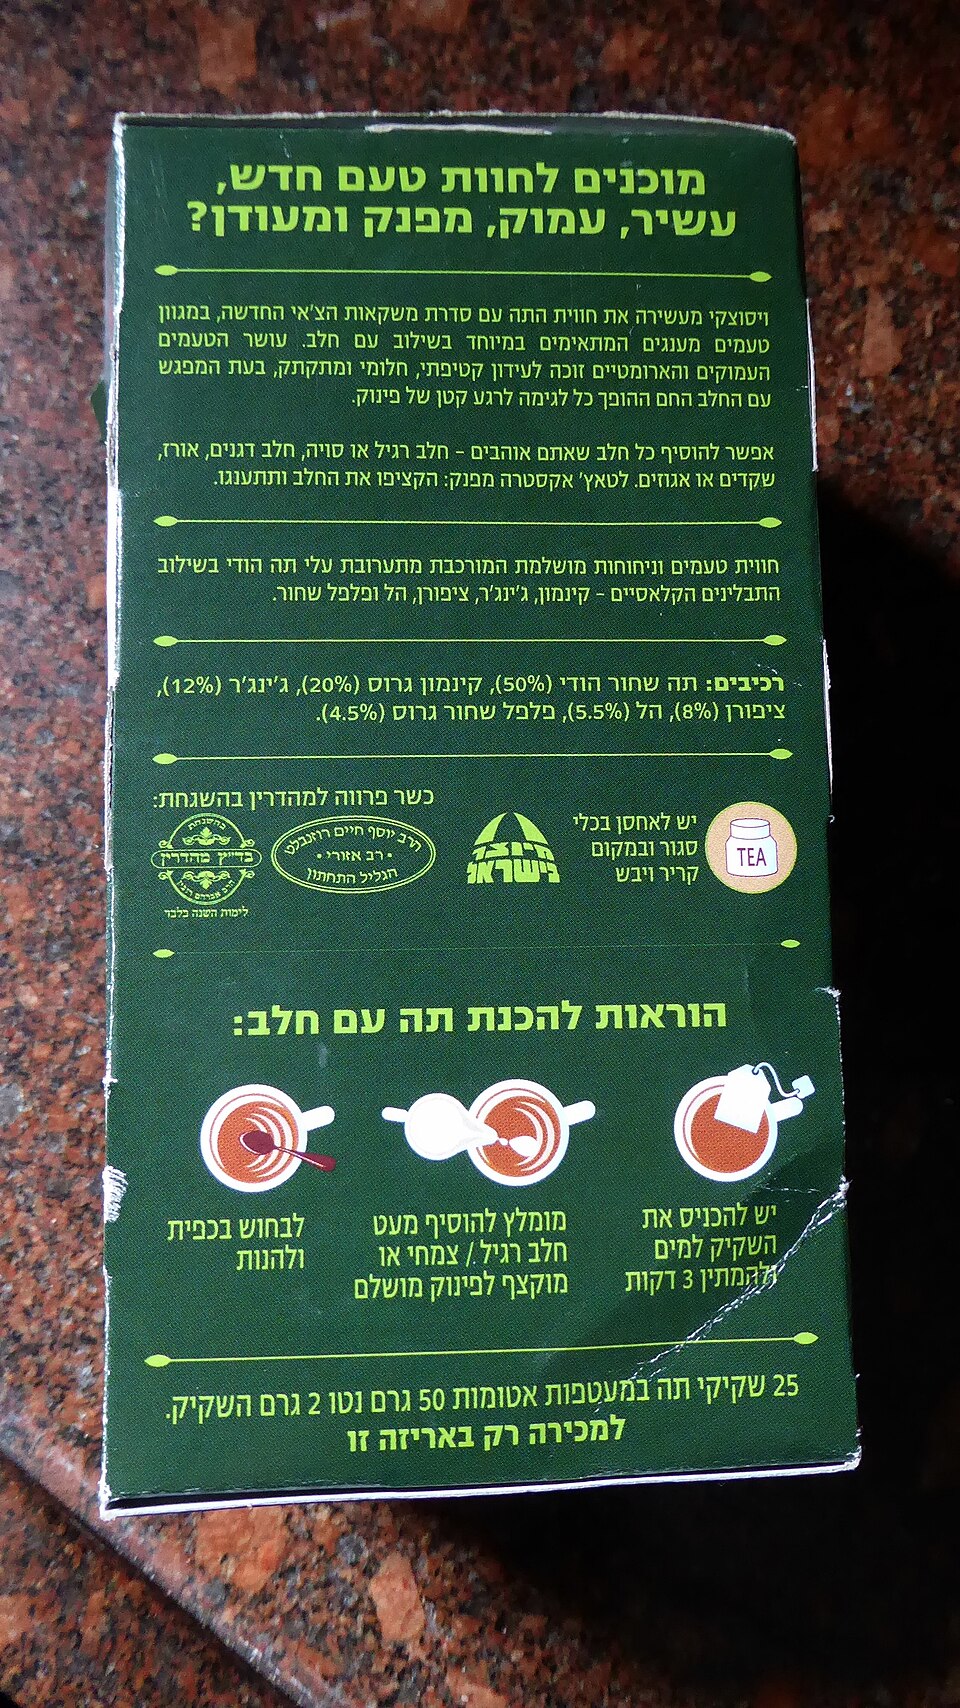 מוכנים לחוות טעם חדש,
עשיר, עמוק, מפנק ומעודן?
ויסוצקי מעשירה את חווית התה עם סדרת משקאות הצ'אי החדשה, במגוון
טעמים מענגים המתאימים במיוחד בשילוב עם חלב. עושר הטעמים
העמוקים והארומטיים זוכה לעידון קטיפתי, חלומי ומתקתק, בעת המפגש
עם החלב החם ההופך כל לגימה לרגע קטן של פינוק.
אפשר להוסיף כל חלב שאתם אוהבים – חלב רגיל או סויה, חלב דגנים, אורז,
שקדים או אגוזים. לטאץ' אקסטרה מפנק: הקציפו את החלב ותתענגו.
חווית טעמים וניחוחות מושלמת המורכבת מתערובת עלי תה הודי בשילוב
התבלינים הקלאסיים – קינמון, ג'ינג'ר, ציפורן, הל ופלפל שחור.
רכיבים: תה שחור הודי (50%), קינמון גרוס (20%), ג'ינג'ר (12%),
ציפורן (8%), הל (5.5%), פלפל שחור גרוס (4.5%).
TEA
יש לאחסן בכלי
סגור ובמקום
קריר ויבש
תוצרת
ישראל
כשר פרווה למהדרין בהשגחת:
הרב יוסף חיים רוזנבלט
• רב אזורי •
הגליל התחתון
בהשגחת
בד"ץ מהדרין
הרב אברהם רובין
לימות השנה בלבד
הוראות להכנת תה עם חלב:
יש להכניס את
השקיק למים
ולהמתין 3 דקות
מומלץ להוסיף מעט
חלב רגיל / צמחי או
מוקצף לפינוק מושלם
לבחוש בכפית
ולהנות
25 שקיקי תה במעטפות אטומות 50 גרם נטו 2 גרם השקיק.
למכירה רק באריזה זו